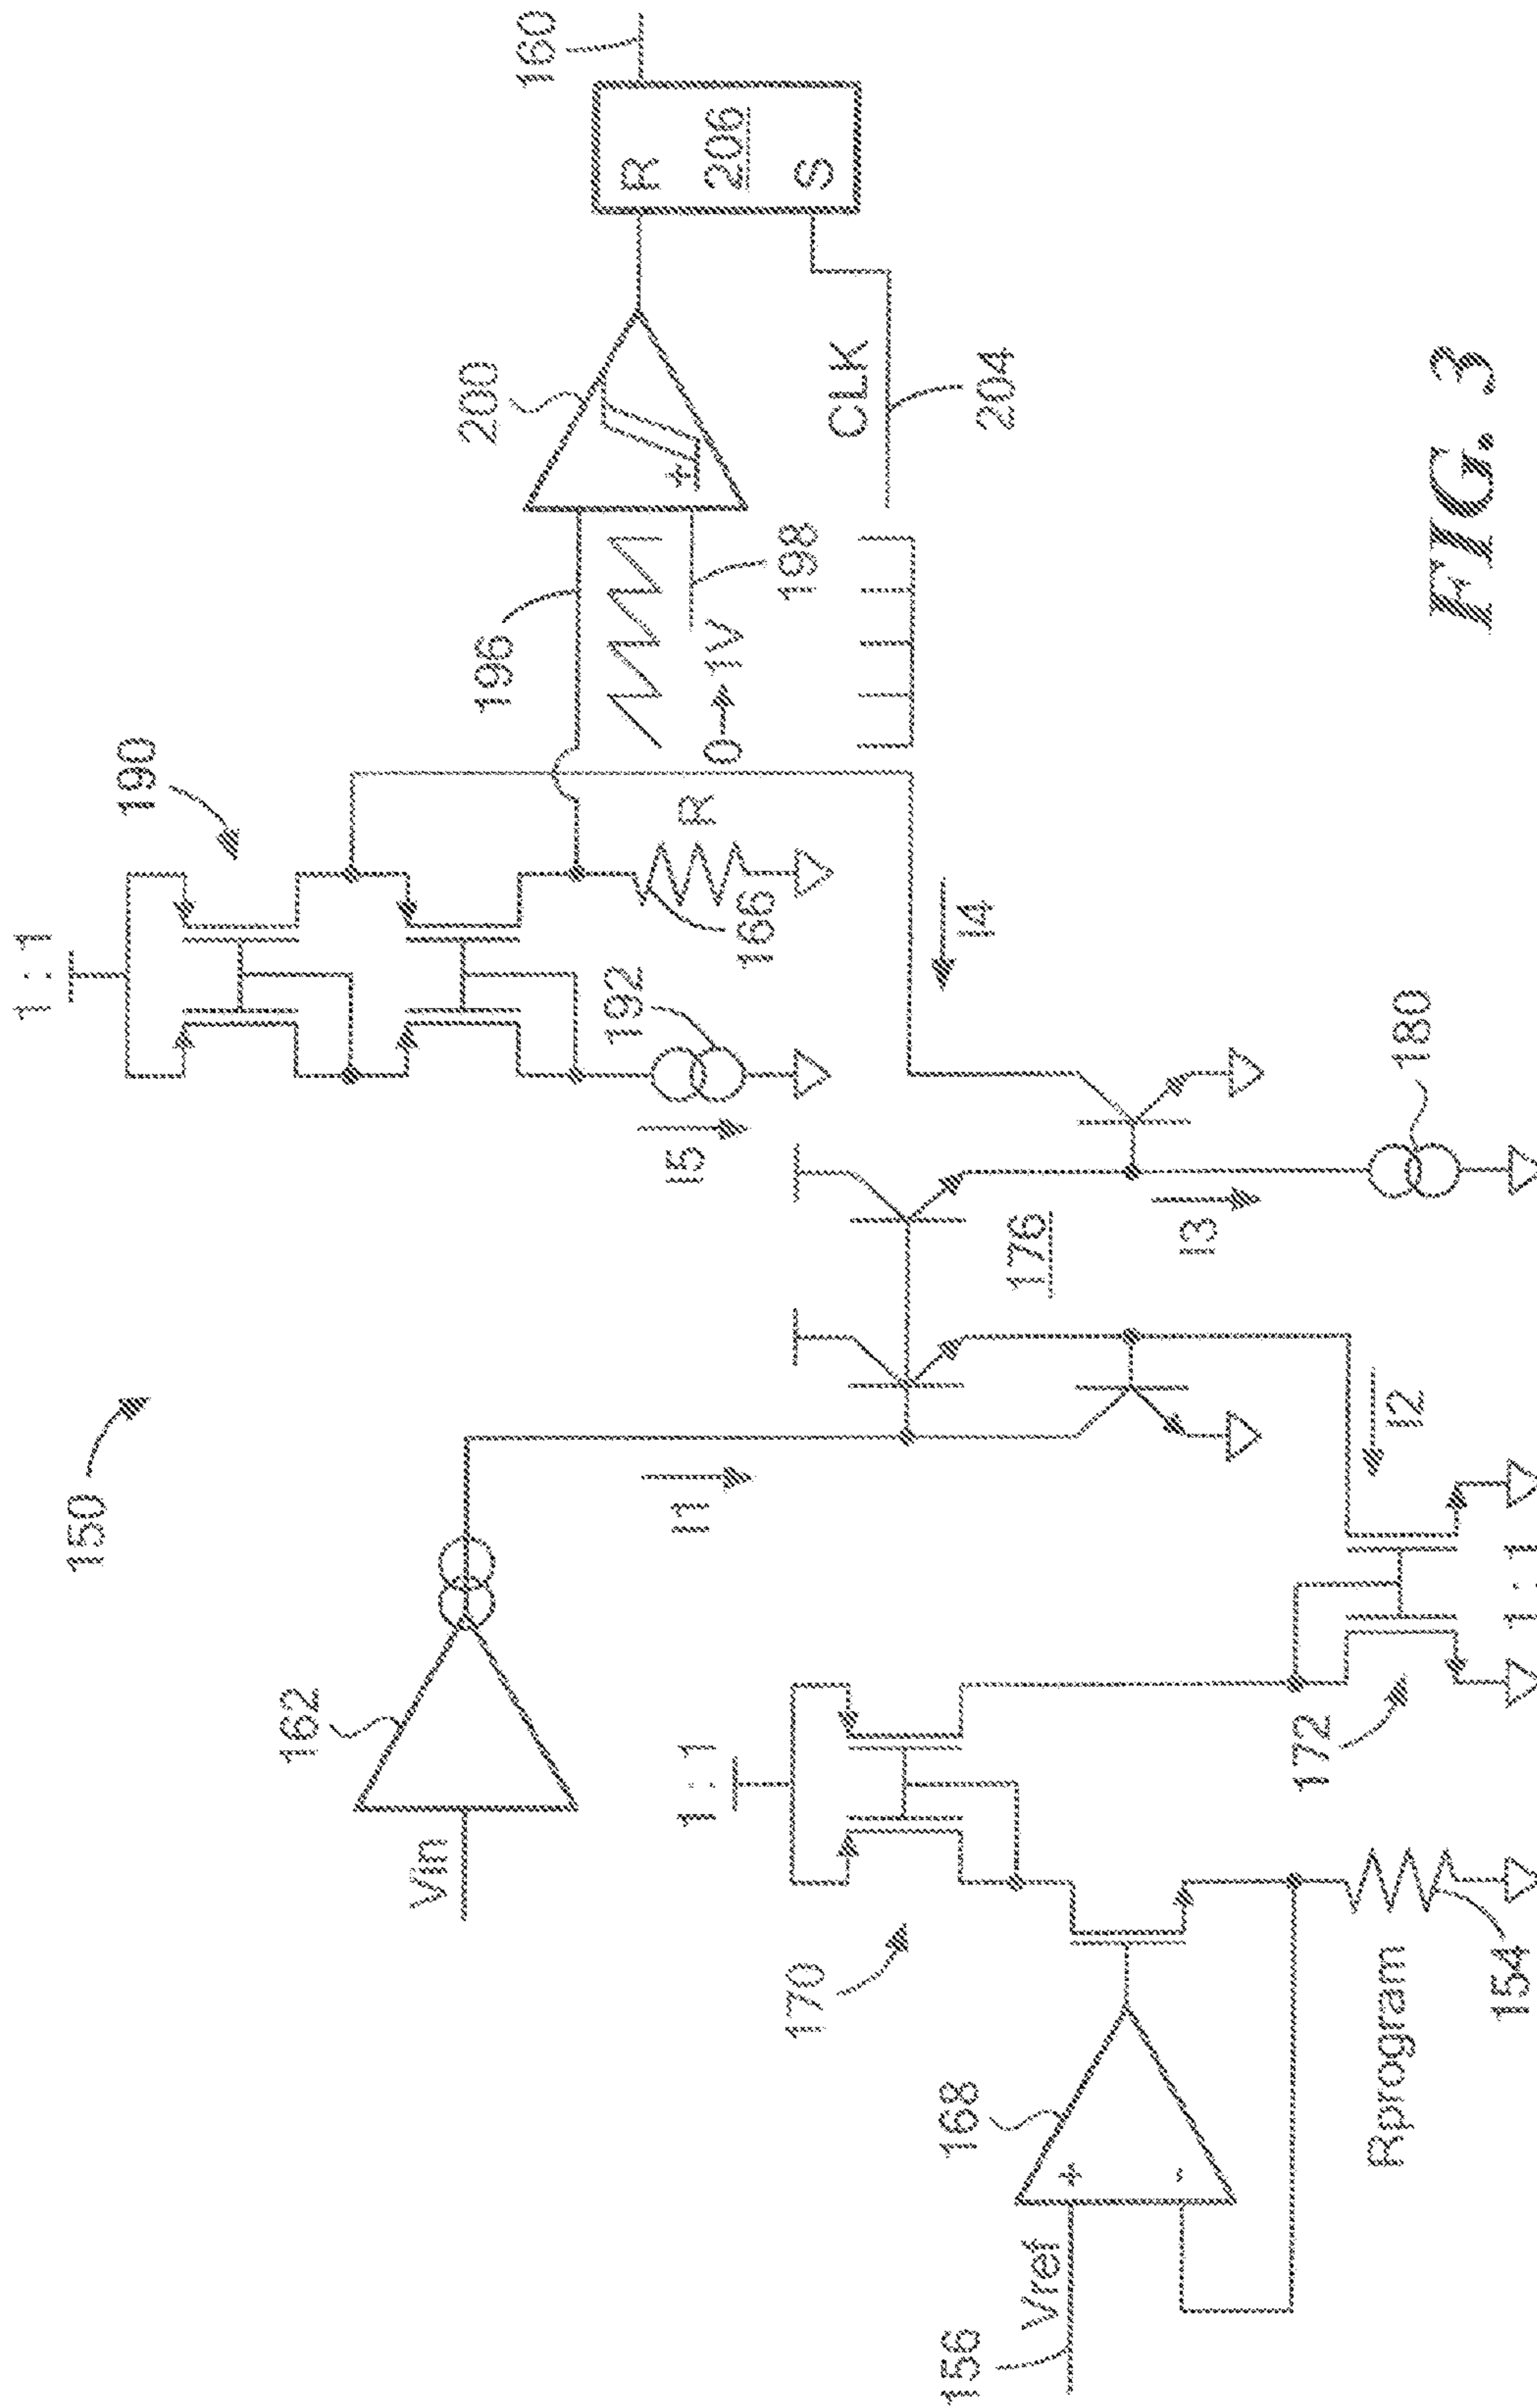 150
Vin
162
I1
156
Vref
168
170
1 : 1
Rprogram
154
172
1 : 1
I2
176
I3
180
I4
I5
192
1 : 1
190
166
R
196
0→1V
198
200
CLK
204
R
206
S
160
FIG. 3